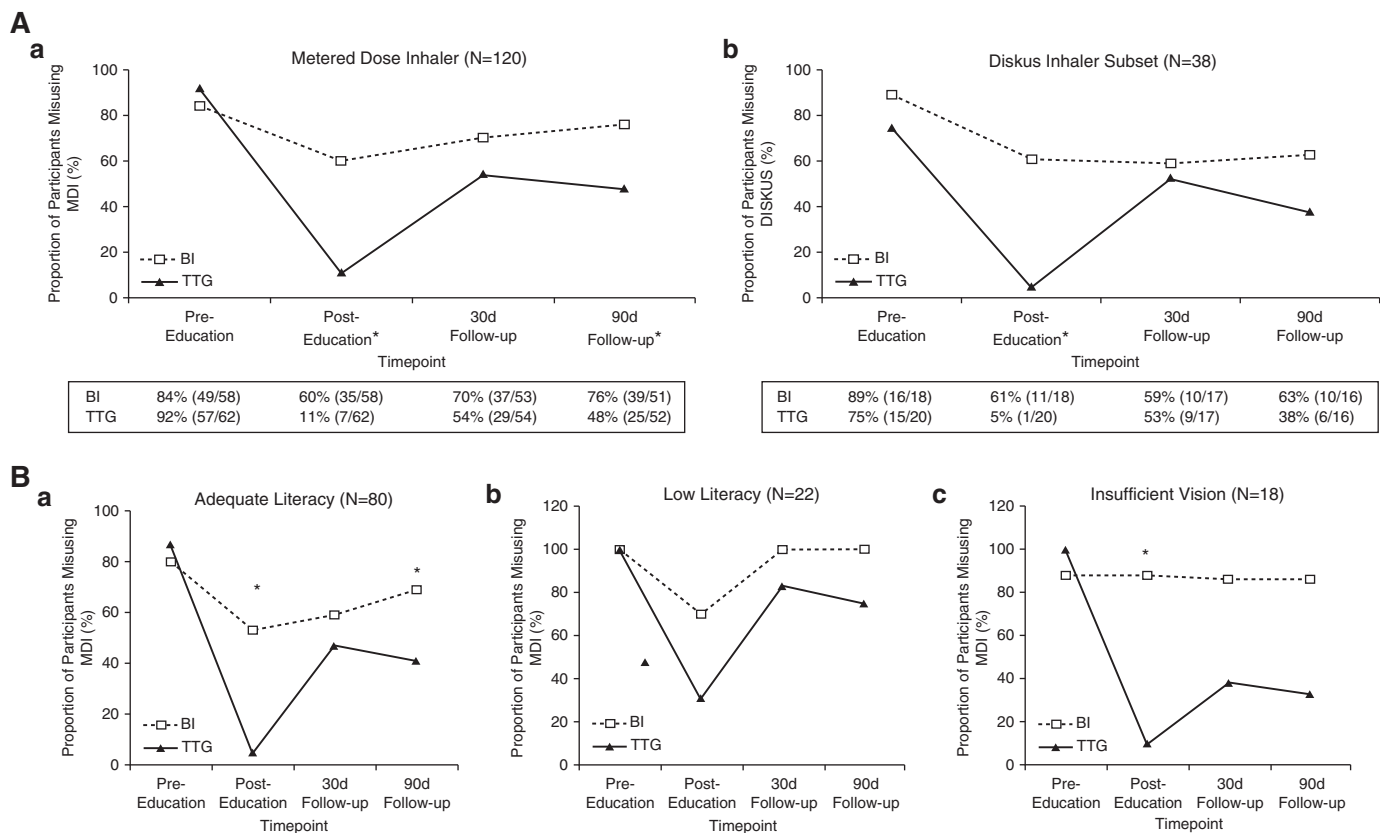 A
a
Metered Dose Inhaler (N=120)
Proportion of Participants Misusing
MDI (%)
100
80
60
40
20
0
BI
TTG
Pre-
Education
Post-
Education*
30d
Follow-up
90d
Follow-up*
Timepoint
BI 84% (49/58) 60% (35/58) 70% (37/53) 76% (39/51)
TTG 92% (57/62) 11% (7/62) 54% (29/54) 48% (25/52)
b
Diskus Inhaler Subset (N=38)
Proportion of Participants Misusing
DISKUS (%)
100
80
60
40
20
0
BI
TTG
Pre-
Education
Post-
Education*
30d
Follow-up
90d
Follow-up
Timepoint
BI 89% (16/18) 61% (11/18) 59% (10/17) 63% (10/16)
TTG 75% (15/20) 5% (1/20) 53% (9/17) 38% (6/16)
B
a
Adequate Literacy (N=80)
Proportion of Participants Misusing
MDI (%)
100
80
60
40
20
0
*
*
BI
TTG
Pre-
Education
Post-
Education
30d
Follow-up
90d
Follow-up
Timepoint
b
Low Literacy (N=22)
Proportion of Participants Misusing
MDI (%)
120
100
80
60
40
20
0
BI
TTG
Pre-
Education
Post-
Education
30d
Follow-up
90d
Follow-up
Timepoint
c
Insufficient Vision (N=18)
Proportion of Participants Misusing
MDI (%)
120
100
80
60
40
20
0
*
BI
TTG
Pre-
Education
Post-
Education
30d
Follow-up
90d
Follow-up
Timepoint